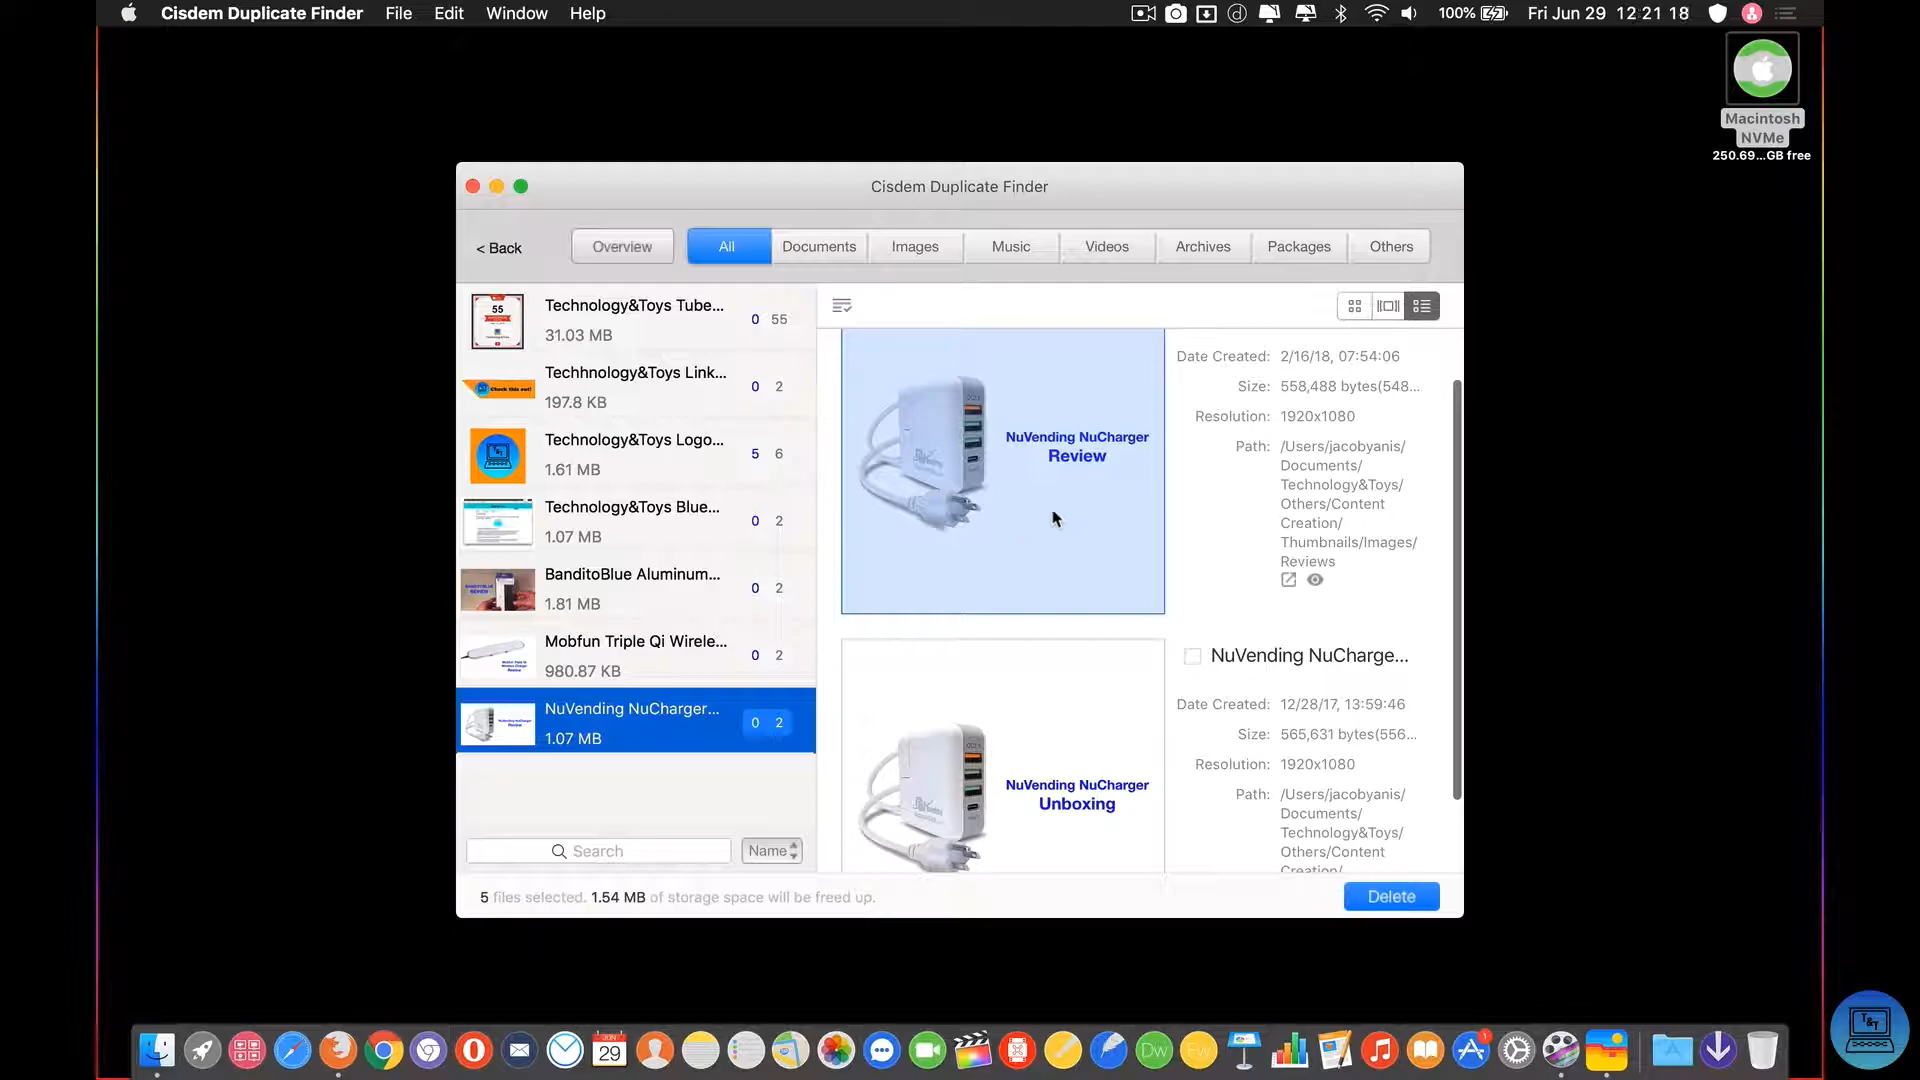 Cisdem Duplicate Finder File Edit Window Help
100% Fri Jun 29 12 21 18
Macintosh
NVMe
250.69...GB free
Cisdem Duplicate Finder
< Back Overview All Documents Images Music Videos Archives Packages Others
Technology&Toys Tube...
31.03 MB
0 55
Techhnology&Toys Link...
197.8 KB
0 2
Technology&Toys Logo...
1.61 MB
5 6
Technology&Toys Blue...
1.07 MB
0 2
BanditoBlue Aluminum...
1.81 MB
0 2
Mobfun Triple Qi Wirele...
980.87 KB
0 2
NuVending NuCharger...
1.07 MB
0 2
Search
Name
NuVending NuCharger
Review
Date Created: 2/16/18, 07:54:06
Size: 558,488 bytes(548...
Resolution: 1920x1080
Path: /Users/jacobyanis/
Documents/
Technology&Toys/
Others/Content
Creation/
Thumbnails/Images/
Reviews
NuVending NuCharger
Unboxing
NuVending NuCharge...
Date Created: 12/28/17, 13:59:46
Size: 565,631 bytes(556...
Resolution: 1920x1080
Path: /Users/jacobyanis/
Documents/
Technology&Toys/
Others/Content
Creation/
5 files selected. 1.54 MB of storage space will be freed up.
Delete
JUN
29
Dw
Ew
1
T&T